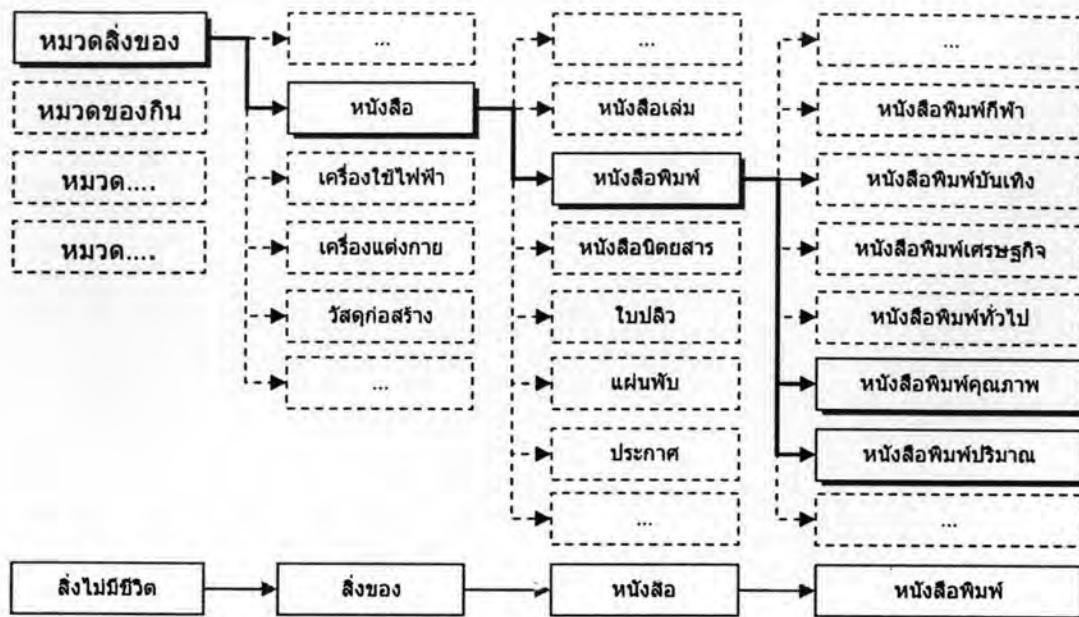 หมวดสิ่งของ
หมวดของกิน
หมวด....
หมวด....
...
หนังสือ
เครื่องใช้ไฟฟ้า
เครื่องแต่งกาย
วัสดุก่อสร้าง
...
...
หนังสือเล่ม
หนังสือพิมพ์
หนังสือนิตยสาร
ใบปลิว
แผ่นพับ
ประกาศ
...
...
หนังสือพิมพ์กีฬา
หนังสือพิมพ์บันเทิง
หนังสือพิมพ์เศรษฐกิจ
หนังสือพิมพ์ทั่วไป
หนังสือพิมพ์คุณภาพ
หนังสือพิมพ์ปริมาณ
...
สิ่งไม่มีชีวิต
สิ่งของ
หนังสือ
หนังสือพิมพ์